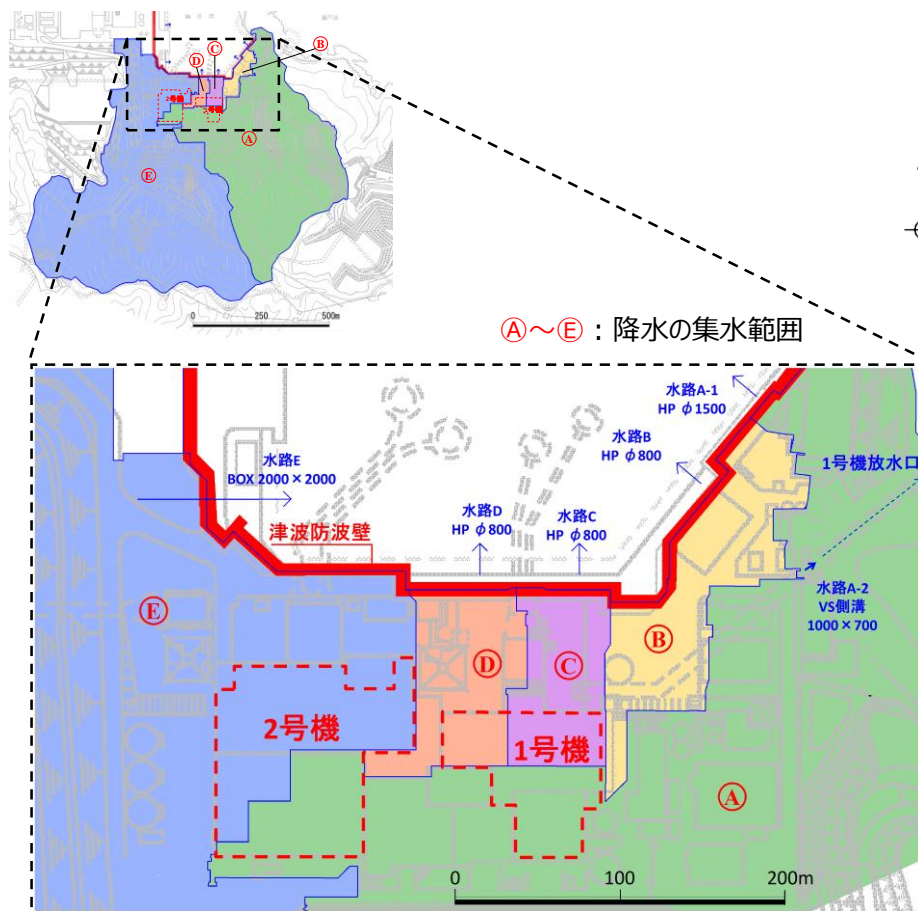 Ⓑ
Ⓒ
Ⓓ
2号機
Ⓐ
Ⓔ
0 250 500m
Ⓐ～Ⓔ：降水の集水範囲
水路A-1
HP φ1500
水路B
HP φ800
1号機放水口
水路E
BOX 2000×2000
水路D
HP φ800
水路C
HP φ800
津波防波壁
水路A-2
VS側溝
1000×700
Ⓔ
Ⓓ
Ⓒ
Ⓑ
2号機
1号機
Ⓐ
0 100 200m